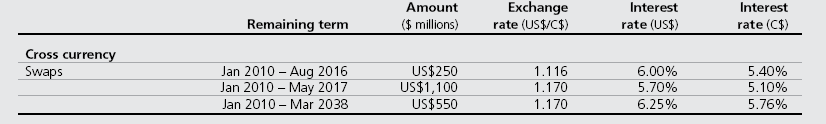 Amount Exchange Interest Interest
Remaining term ($ millions) rate (US$/C$) rate (US$) rate (C$)
Cross currency
Swaps Jan 2010 – Aug 2016 US$250 1.116 6.00% 5.40%
Jan 2010 – May 2017 US$1,100 1.170 5.70% 5.10%
Jan 2010 – Mar 2038 US$550 1.170 6.25% 5.76%